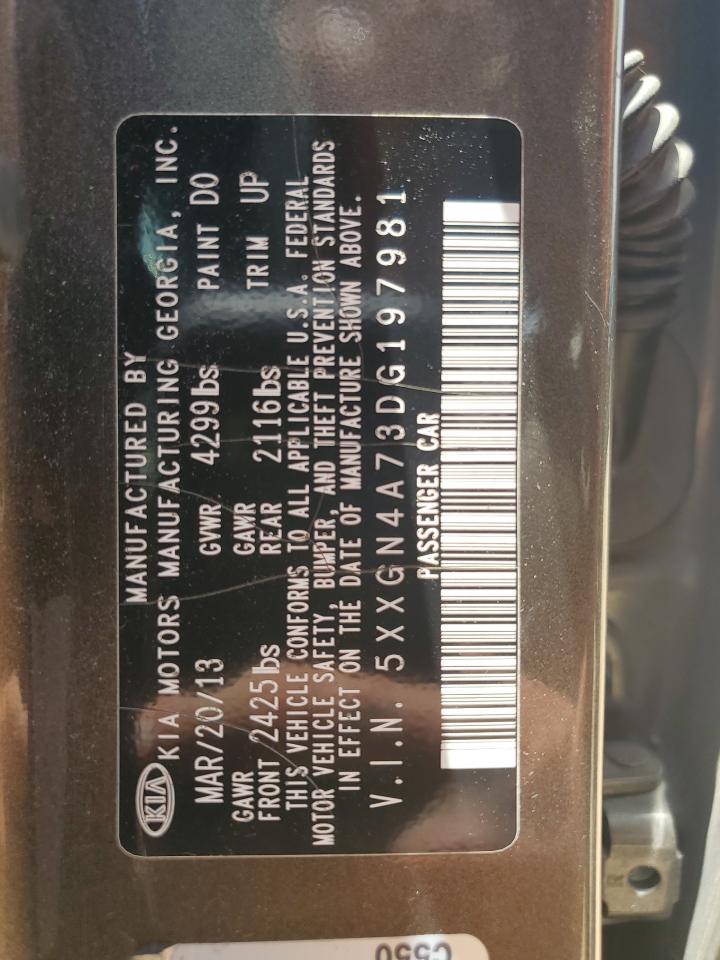 MANUFACTURED BY
KIA
KIA MOTORS MANUFACTURING GEORGIA, INC.
MAR/20/13 GVWR 4299lbs PAINT DO
GAWR FRONT 2425lbs GAWR REAR 2116lbs TRIM UP
THIS VEHICLE CONFORMS TO ALL APPLICABLE U.S.A. FEDERAL
MOTOR VEHICLE SAFETY, BUMPER, AND THEFT PREVENTION STANDARDS
IN EFFECT ON THE DATE OF MANUFACTURE SHOWN ABOVE.
V.I.N. 5XXGN4A73DG197981
PASSENGER CAR